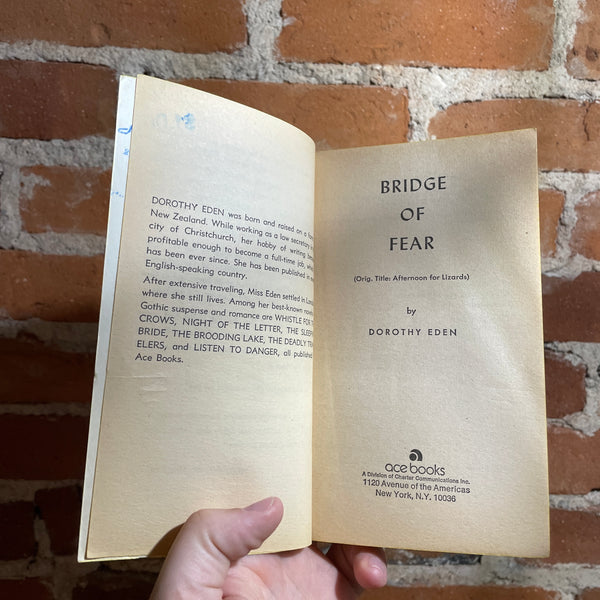 DOROTHY EDEN was born and raised on a
New Zealand. While working as a law secretary
city of Christchurch, her hobby of writing
profitable enough to become a full-time job,
has been ever since. She has been published in
English-speaking country.
After extensive traveling, Miss Eden settled in
where she still lives. Among her best-known
Gothic suspense and romance are WHISTLE FOR
CROWS, NIGHT OF THE LETTER, THE
BRIDE, THE BROODING LAKE, THE DEADLY
ELERS, and LISTEN TO DANGER, all published
Ace Books.
BRIDGE
OF
FEAR
(Orig. Title: Afternoon for Lizards)
by
DOROTHY EDEN
ace books
A Division of Charter Communications Inc.
1120 Avenue of the Americas
New York, N.Y. 10036